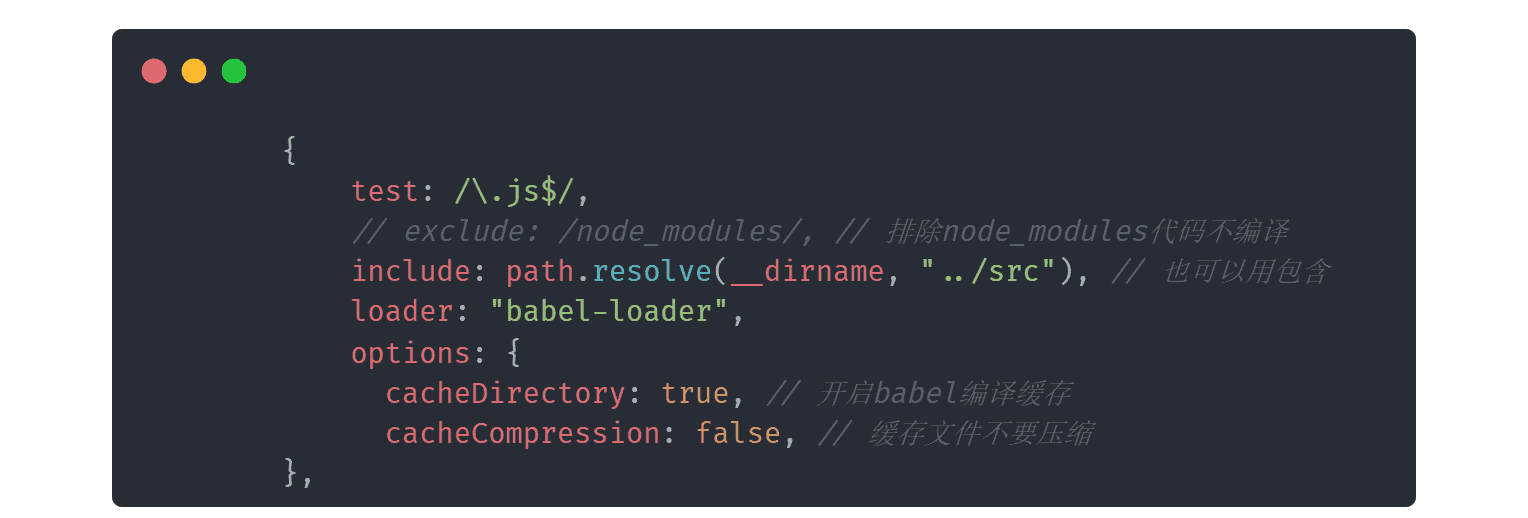 {
test: /\.js$/,
// exclude: /node_modules/, // 排除node_modules代码不编译
include: path.resolve(__dirname, "../src"), // 也可以用包含
loader: "babel-loader",
options: {
cacheDirectory: true, // 开启babel编译缓存
cacheCompression: false, // 缓存文件不要压缩
},